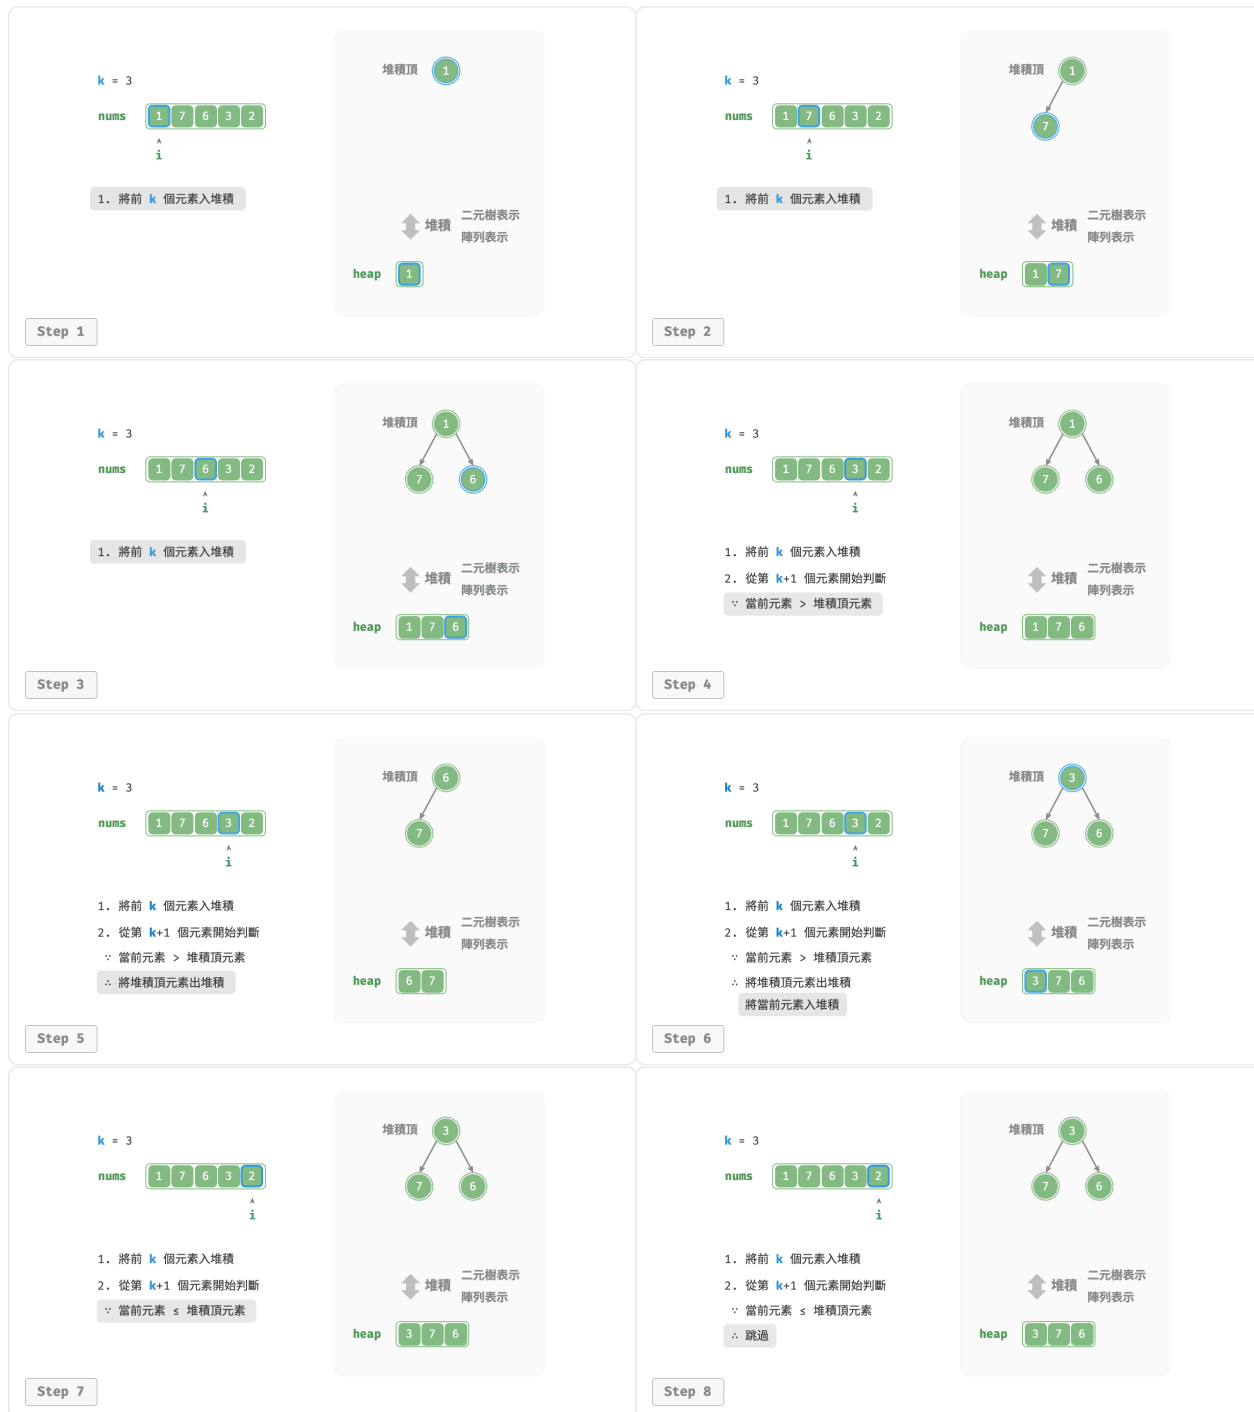 k = 3
nums 1 7 6 3 2
i
1. 將前 k 個元素入堆積
堆積頂 1
堆積 二元樹表示
陣列表示
heap 1
Step 1
k = 3
nums 1 7 6 3 2
i
1. 將前 k 個元素入堆積
堆積頂 1
7
堆積 二元樹表示
陣列表示
heap 1 7
Step 2
k = 3
nums 1 7 6 3 2
i
1. 將前 k 個元素入堆積
堆積頂 1
7 6
堆積 二元樹表示
陣列表示
heap 1 7 6
Step 3
k = 3
nums 1 7 6 3 2
i
1. 將前 k 個元素入堆積
2. 從第 k+1 個元素開始判斷
∵ 當前元素 > 堆積頂元素
堆積頂 1
7 6
堆積 二元樹表示
陣列表示
heap 1 7 6
Step 4
k = 3
nums 1 7 6 3 2
i
1. 將前 k 個元素入堆積
2. 從第 k+1 個元素開始判斷
∵ 當前元素 > 堆積頂元素
∴ 將堆積頂元素出堆積
堆積頂 6
7
堆積 二元樹表示
陣列表示
heap 6 7
Step 5
k = 3
nums 1 7 6 3 2
i
1. 將前 k 個元素入堆積
2. 從第 k+1 個元素開始判斷
∵ 當前元素 > 堆積頂元素
∴ 將堆積頂元素出堆積
將當前元素入堆積
堆積頂 3
7 6
堆積 二元樹表示
陣列表示
heap 3 7 6
Step 6
k = 3
nums 1 7 6 3 2
i
1. 將前 k 個元素入堆積
2. 從第 k+1 個元素開始判斷
∵ 當前元素 ≤ 堆積頂元素
堆積頂 3
7 6
堆積 二元樹表示
陣列表示
heap 3 7 6
Step 7
k = 3
nums 1 7 6 3 2
i
1. 將前 k 個元素入堆積
2. 從第 k+1 個元素開始判斷
∵ 當前元素 ≤ 堆積頂元素
∴ 跳過
堆積頂 3
7 6
堆積 二元樹表示
陣列表示
heap 3 7 6
Step 8